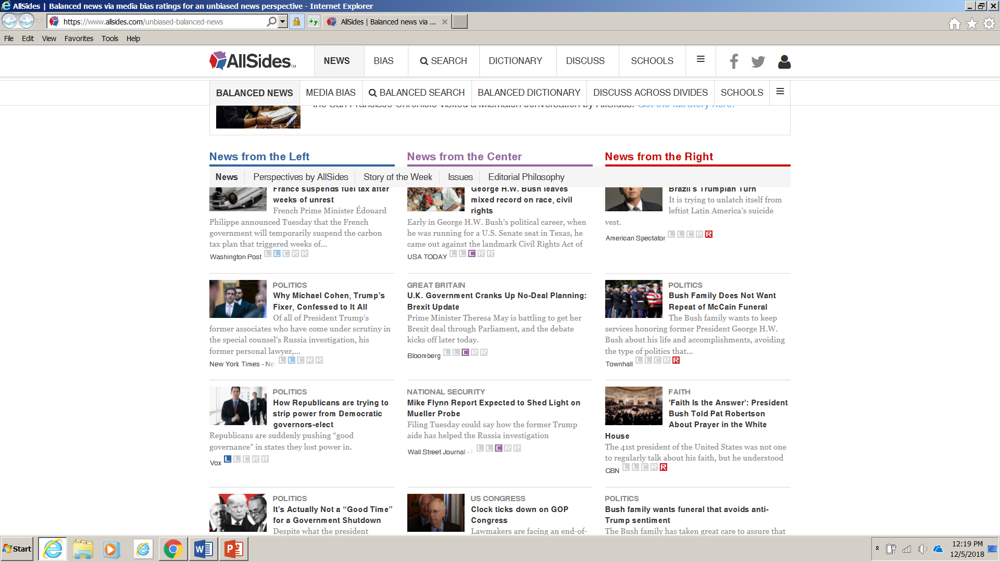 AllSides | Balanced news via media bias ratings for an unbiased news perspective - Internet Explorer
https://www.allsides.com/unbiased-balanced-news
AllSides | Balanced news via ...
File Edit View Favorites Tools Help
AllSides TM
NEWS BIAS SEARCH DICTIONARY DISCUSS SCHOOLS
BALANCED NEWS MEDIA BIAS BALANCED SEARCH BALANCED DICTIONARY DISCUSS ACROSS DIVIDES SCHOOLS
the San Francisco Chronicle visited a Mismatch conversation by AllSides. Get the full story here.
News from the Left
News from the Center
News from the Right
News Perspectives by AllSides Story of the Week Issues Editorial Philosophy
France suspends fuel tax after
weeks of unrest
French Prime Minister Édouard
Philippe announced Tuesday that the French
government will temporarily suspend the carbon
tax plan that triggered weeks of...
Washington Post L L C R R
POLITICS
Why Michael Cohen, Trump’s
Fixer, Confessed to It All
Of all of President Trump’s
former associates who have come under scrutiny in
the special counsel’s Russia investigation, his
former personal lawyer,...
New York Times - Ne L L C R R
POLITICS
How Republicans are trying to
strip power from Democratic
governors-elect
Republicans are suddenly pushing “good
governance” in states they lost power in.
Vox L L C R R
POLITICS
It’s Actually Not a “Good Time”
for a Government Shutdown
Despite what the president
George H.W. Bush leaves
mixed record on race, civil
rights
Early in George H.W. Bush’s political career, when
he was running for a U.S. Senate seat in Texas, he
came out against the landmark Civil Rights Act of
USA TODAY L L C R R
GREAT BRITAIN
U.K. Government Cranks Up No-Deal Planning:
Brexit Update
Prime Minister Theresa May is battling to get her
Brexit deal through Parliament, and the debate
kicks off later today.
Bloomberg L L C R R
NATIONAL SECURITY
Mike Flynn Report Expected to Shed Light on
Mueller Probe
Filing Tuesday could say how the former Trump
aide has helped the Russia investigation
Wall Street Journal - L L C R R
US CONGRESS
Clock ticks down on GOP
Congress
Lawmakers are facing an end-of-
Brazil’s Trumpian Turn
It is trying to unlatch itself from
leftist Latin America’s suicide
vest.
American Spectator L L C R R
POLITICS
Bush Family Does Not Want
Repeat of McCain Funeral
The Bush family wants to keep
services honoring former President George H.W.
Bush about his life and accomplishments, avoiding
the type of politics that...
Townhall L L C R R
FAITH
'Faith Is the Answer': President
Bush Told Pat Robertson
About Prayer in the White
House
The 41st president of the United States was not one
to regularly talk about his faith, but he understood
CBN L L C R R
POLITICS
Bush family wants funeral that avoids anti-
Trump sentiment
The Bush family has taken great care to assure that
Start
12:19 PM
12/5/2018